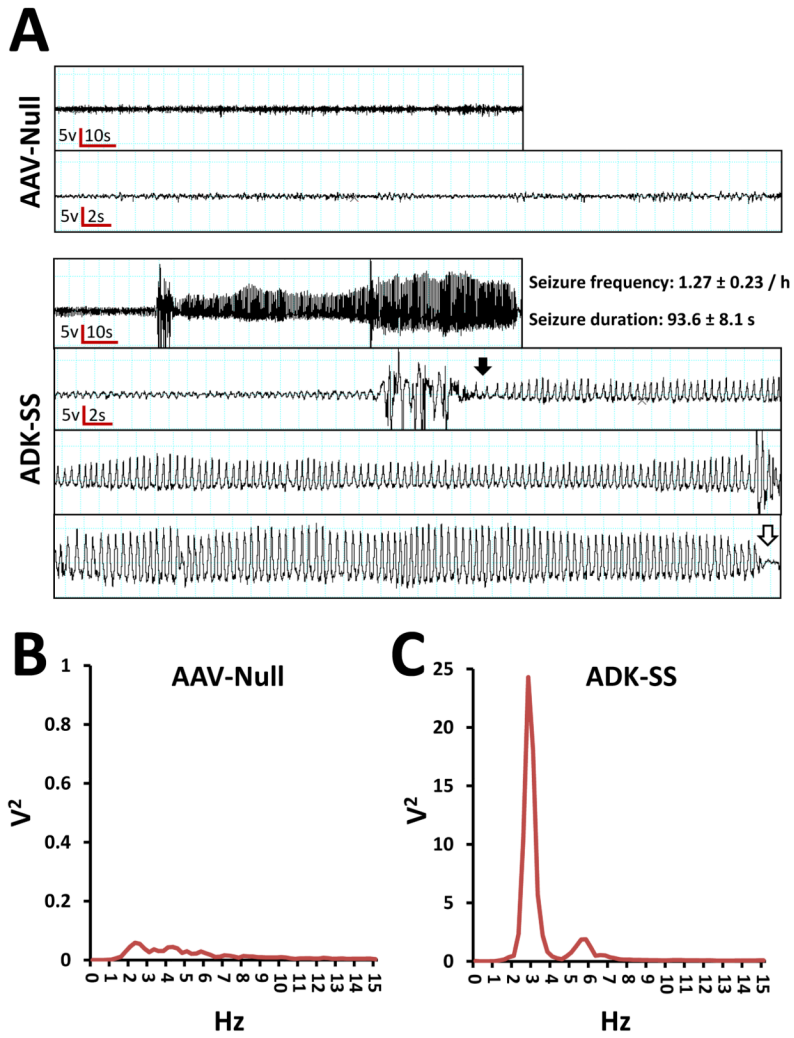 A
AAV-Null
5v 10s
5v 2s
ADK-SS
5v 10s
Seizure frequency: 1.27 ± 0.23 / h
Seizure duration: 93.6 ± 8.1 s
5v 2s
B
AAV-Null
1
0.8
0.6
0.4
0.2
0
V²
0 1 2 3 4 5 6 7 8 9 10 11 12 13 14 15
Hz
C
ADK-SS
25
20
15
10
5
0
V²
0 1 2 3 4 5 6 7 8 9 10 11 12 13 14 15
Hz